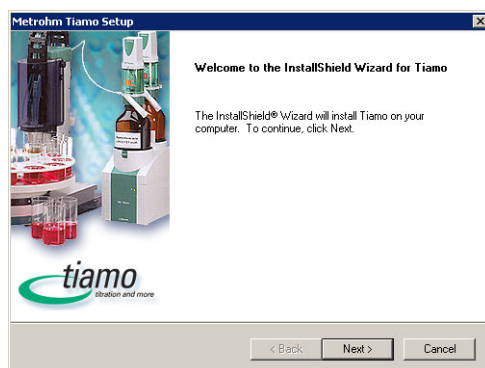 Metrohm Tiamo Setup
Welcome to the InstallShield Wizard for Tiamo
The InstallShield® Wizard will install Tiamo on your
computer. To continue, click Next.
tiamo
titration and more
< Back
Next >
Cancel